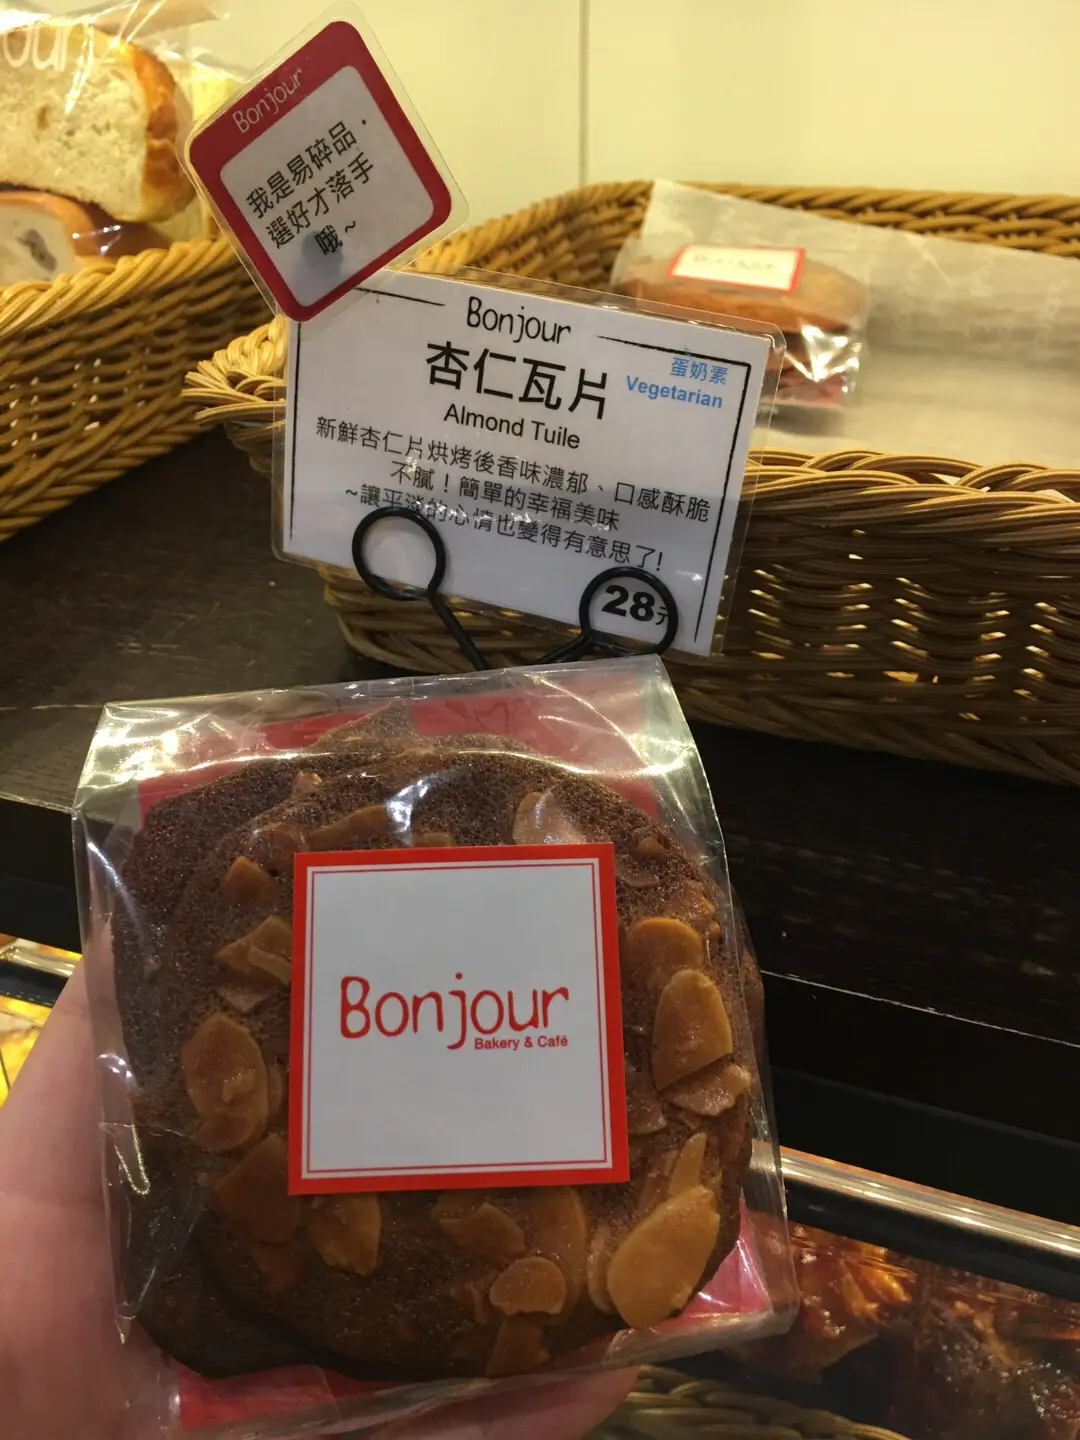 our
Bonjour
我是易碎品，
選好才落手
哦~
Bonjour
杏仁瓦片
蛋奶素
Vegetarian
Almond Tuile
新鮮杏仁片烘烤後香味濃郁、口感酥脆
不膩！簡單的幸福美味
~讓平淡的心情也變得有意思了!
28元
Bonjour
Bakery & Café